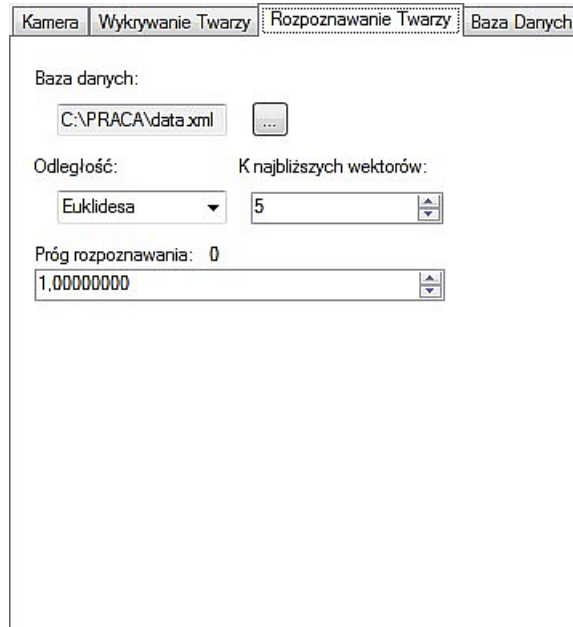 Kamera Wykrywanie Twarzy Rozpoznawanie Twarzy Baza Danych
Baza danych:
C:\PRACA\data.xml ...
Odległość: K najbliższych wektorów:
Euklidesa 5
Próg rozpoznawania: 0
1,00000000